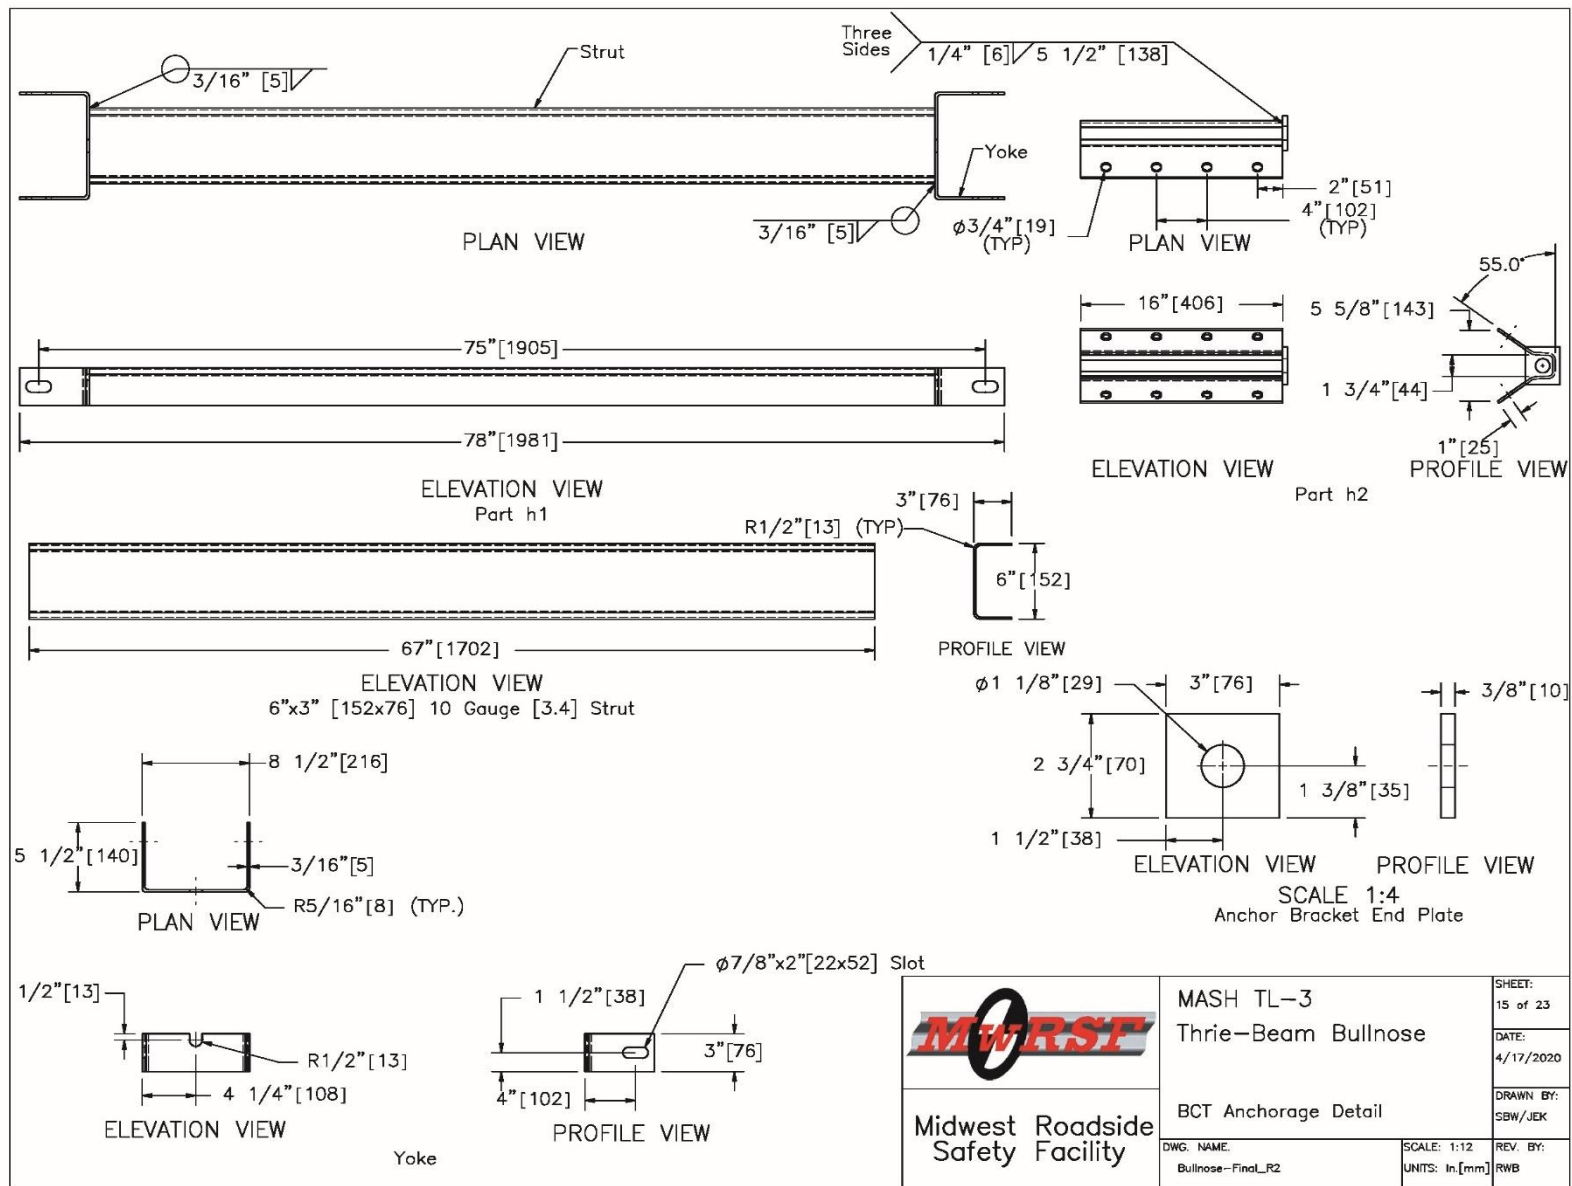 Strut
3/16" [5]
Yoke
3/16" [5]
PLAN VIEW
Three
Sides
1/4" [6]
5 1/2" [138]
2"[51]
4"[102]
(TYP)
ϕ3/4"[19]
(TYP)
PLAN VIEW
75"[1905]
78"[1981]
ELEVATION VIEW
Part h1
16"[406]
ELEVATION VIEW
55.0°
5 5/8"[143]
1 3/4"[44]
1"[25]
PROFILE VIEW
Part h2
67"[1702]
ELEVATION VIEW
6"x3" [152x76] 10 Gauge [3.4] Strut
3"[76]
R1/2"[13] (TYP)
6"[152]
PROFILE VIEW
ϕ1 1/8"[29]
3"[76]
2 3/4"[70]
1 3/8"[35]
1 1/2"[38]
ELEVATION VIEW
3/8"[10]
PROFILE VIEW
SCALE 1:4
Anchor Bracket End Plate
8 1/2"[216]
5 1/2"[140]
3/16"[5]
R5/16"[8] (TYP.)
PLAN VIEW
1/2"[13]
R1/2"[13]
4 1/4"[108]
ELEVATION VIEW
ϕ7/8"x2"[22x52] Slot
1 1/2"[38]
3"[76]
4"[102]
PROFILE VIEW
Yoke
MwRSF
Midwest Roadside
Safety Facility
MASH TL-3
Thrie-Beam Bullnose
BCT Anchorage Detail
SHEET:
15 of 23
DATE:
4/17/2020
DRAWN BY:
SBW/JEK
DWG. NAME.
Bullnose-Final_R2
SCALE: 1:12
UNITS: In.[mm]
REV. BY:
RWB